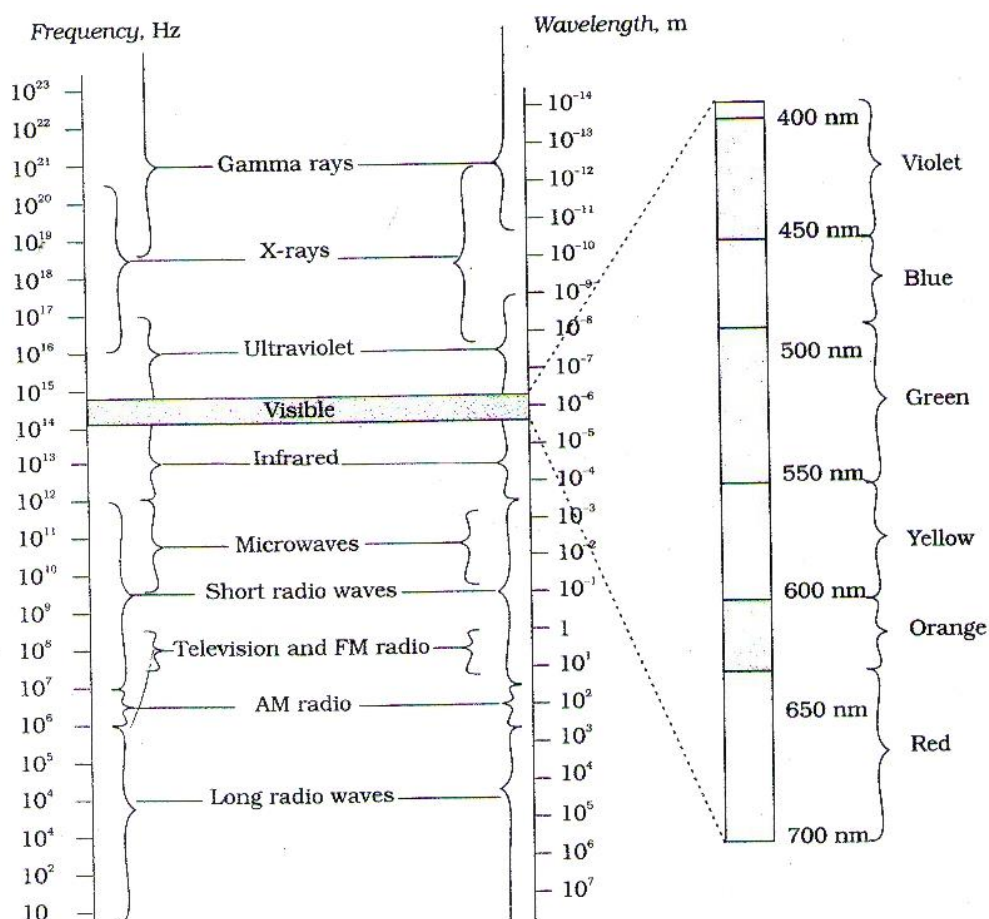 Frequency, Hz
Wavelength, m
10²³
10²²
10²¹
10²⁰
10¹⁹
10¹⁸
10¹⁷
10¹⁶
10¹⁵
10¹⁴
10¹³
10¹²
10¹¹
10¹⁰
10⁹
10⁸
10⁷
10⁶
10⁵
10⁴
10⁴
10²
10
Gamma rays
X-rays
Ultraviolet
Visible
Infrared
Microwaves
Short radio waves
Television and FM radio
AM radio
Long radio waves
10⁻¹⁴
10⁻¹³
10⁻¹²
10⁻¹¹
10⁻¹⁰
10⁻⁹
10⁻⁸
10⁻⁷
10⁻⁶
10⁻⁵
10⁻⁴
10⁻³
10⁻²
10⁻¹
1
10¹
10²
10³
10⁴
10⁵
10⁶
10⁷
400 nm
450 nm
500 nm
550 nm
600 nm
650 nm
700 nm
Violet
Blue
Green
Yellow
Orange
Red